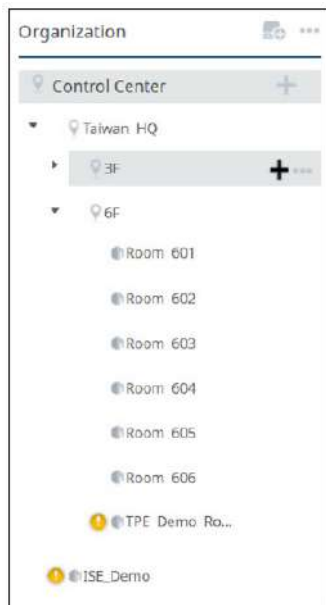 Organization
Control Center
Taiwan HQ
3F
6F
Room 601
Room 602
Room 603
Room 604
Room 605
Room 606
TPE Demo Ro...
ISE_Demo